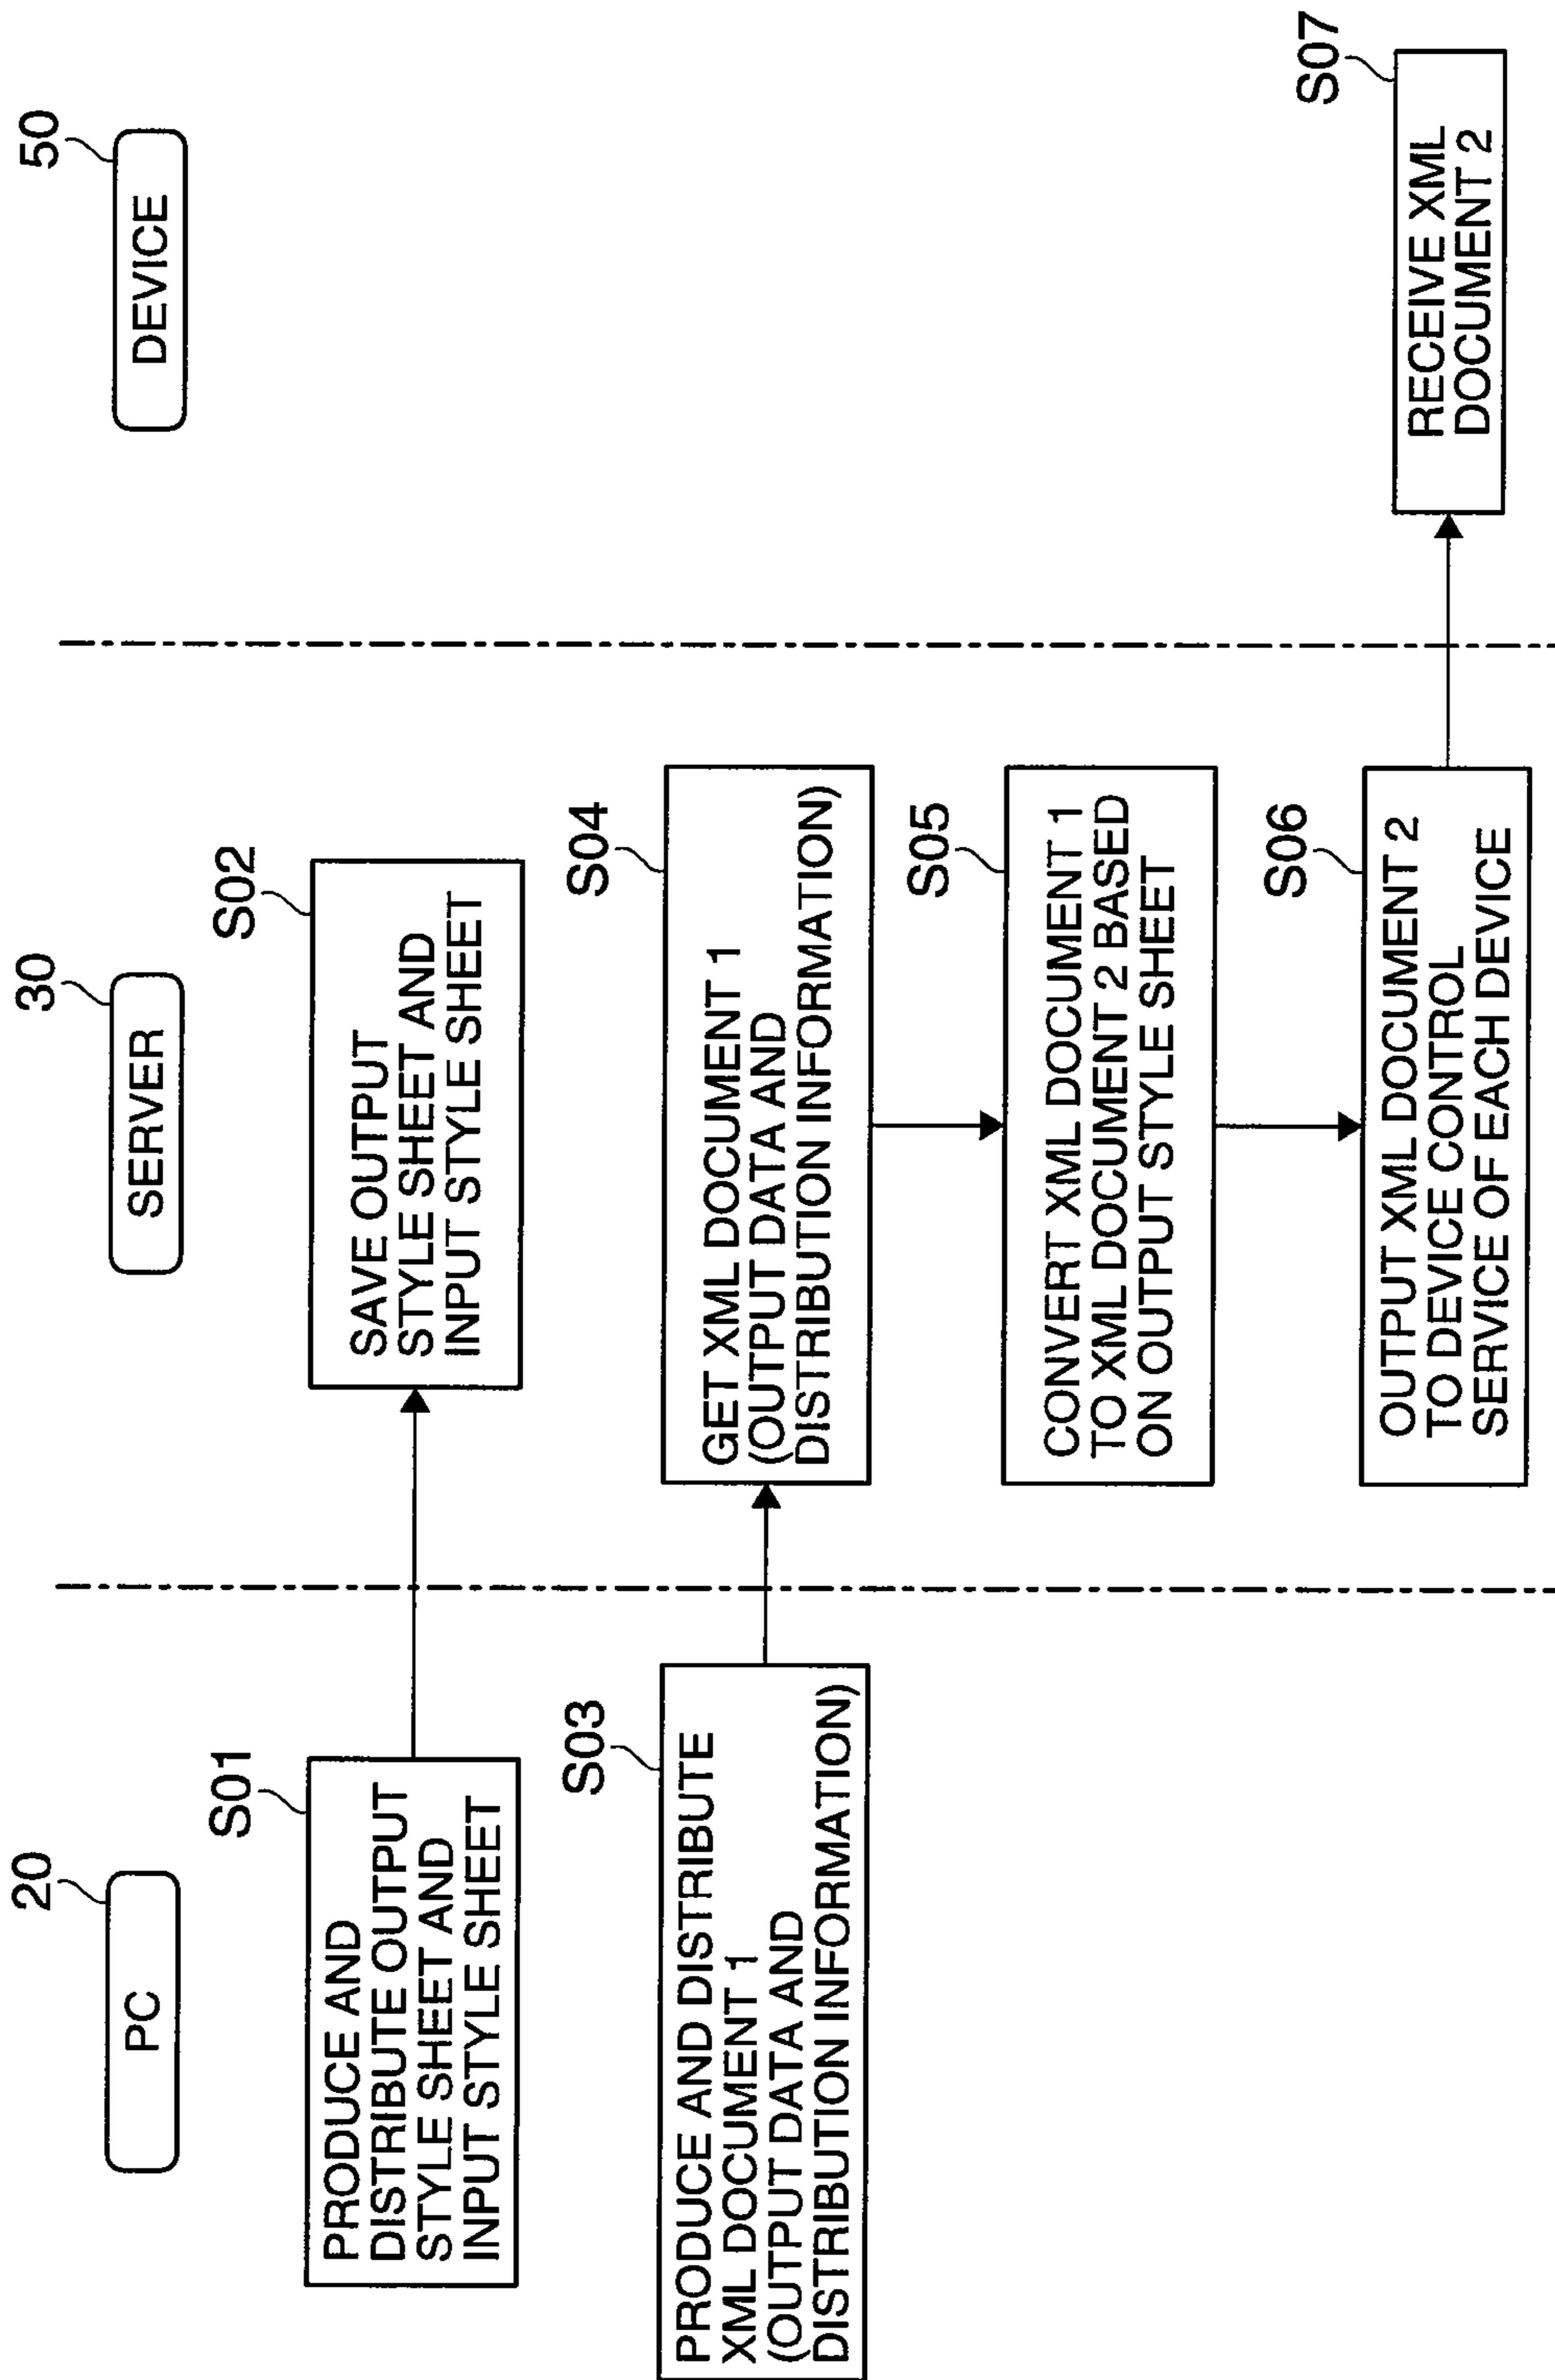 20
PC
30
SERVER
50
DEVICE
S01
PRODUCE AND
DISTRIBUTE OUTPUT
STYLE SHEET AND
INPUT STYLE SHEET
S02
SAVE OUTPUT
STYLE SHEET AND
INPUT STYLE SHEET
S03
PRODUCE AND DISTRIBUTE
XML DOCUMENT 1
(OUTPUT DATA AND
DISTRIBUTION INFORMATION)
S04
GET XML DOCUMENT 1
(OUTPUT DATA AND
DISTRIBUTION INFORMATION)
S05
CONVERT XML DOCUMENT 1
TO XML DOCUMENT 2 BASED
ON OUTPUT STYLE SHEET
S06
OUTPUT XML DOCUMENT 2
TO DEVICE CONTROL
SERVICE OF EACH DEVICE
S07
RECEIVE XML
DOCUMENT 2